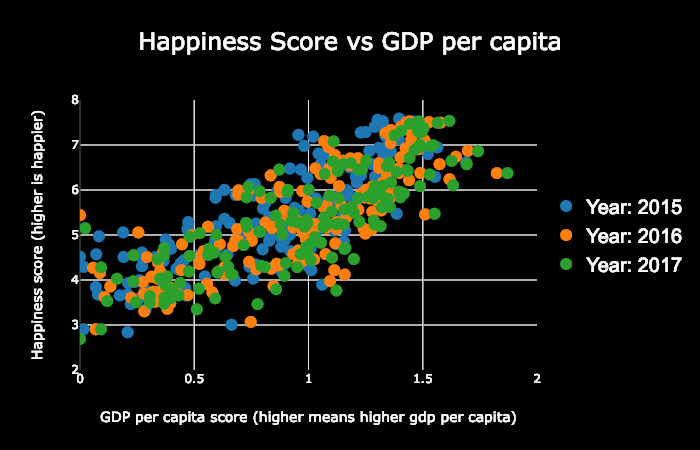 Happiness Score vs GDP per capita
Happiness score (higher is happier)
8
7
6
5
4
3
2
0
0.5
1
1.5
2
GDP per capita score (higher means higher gdp per capita)
Year: 2015
Year: 2016
Year: 2017